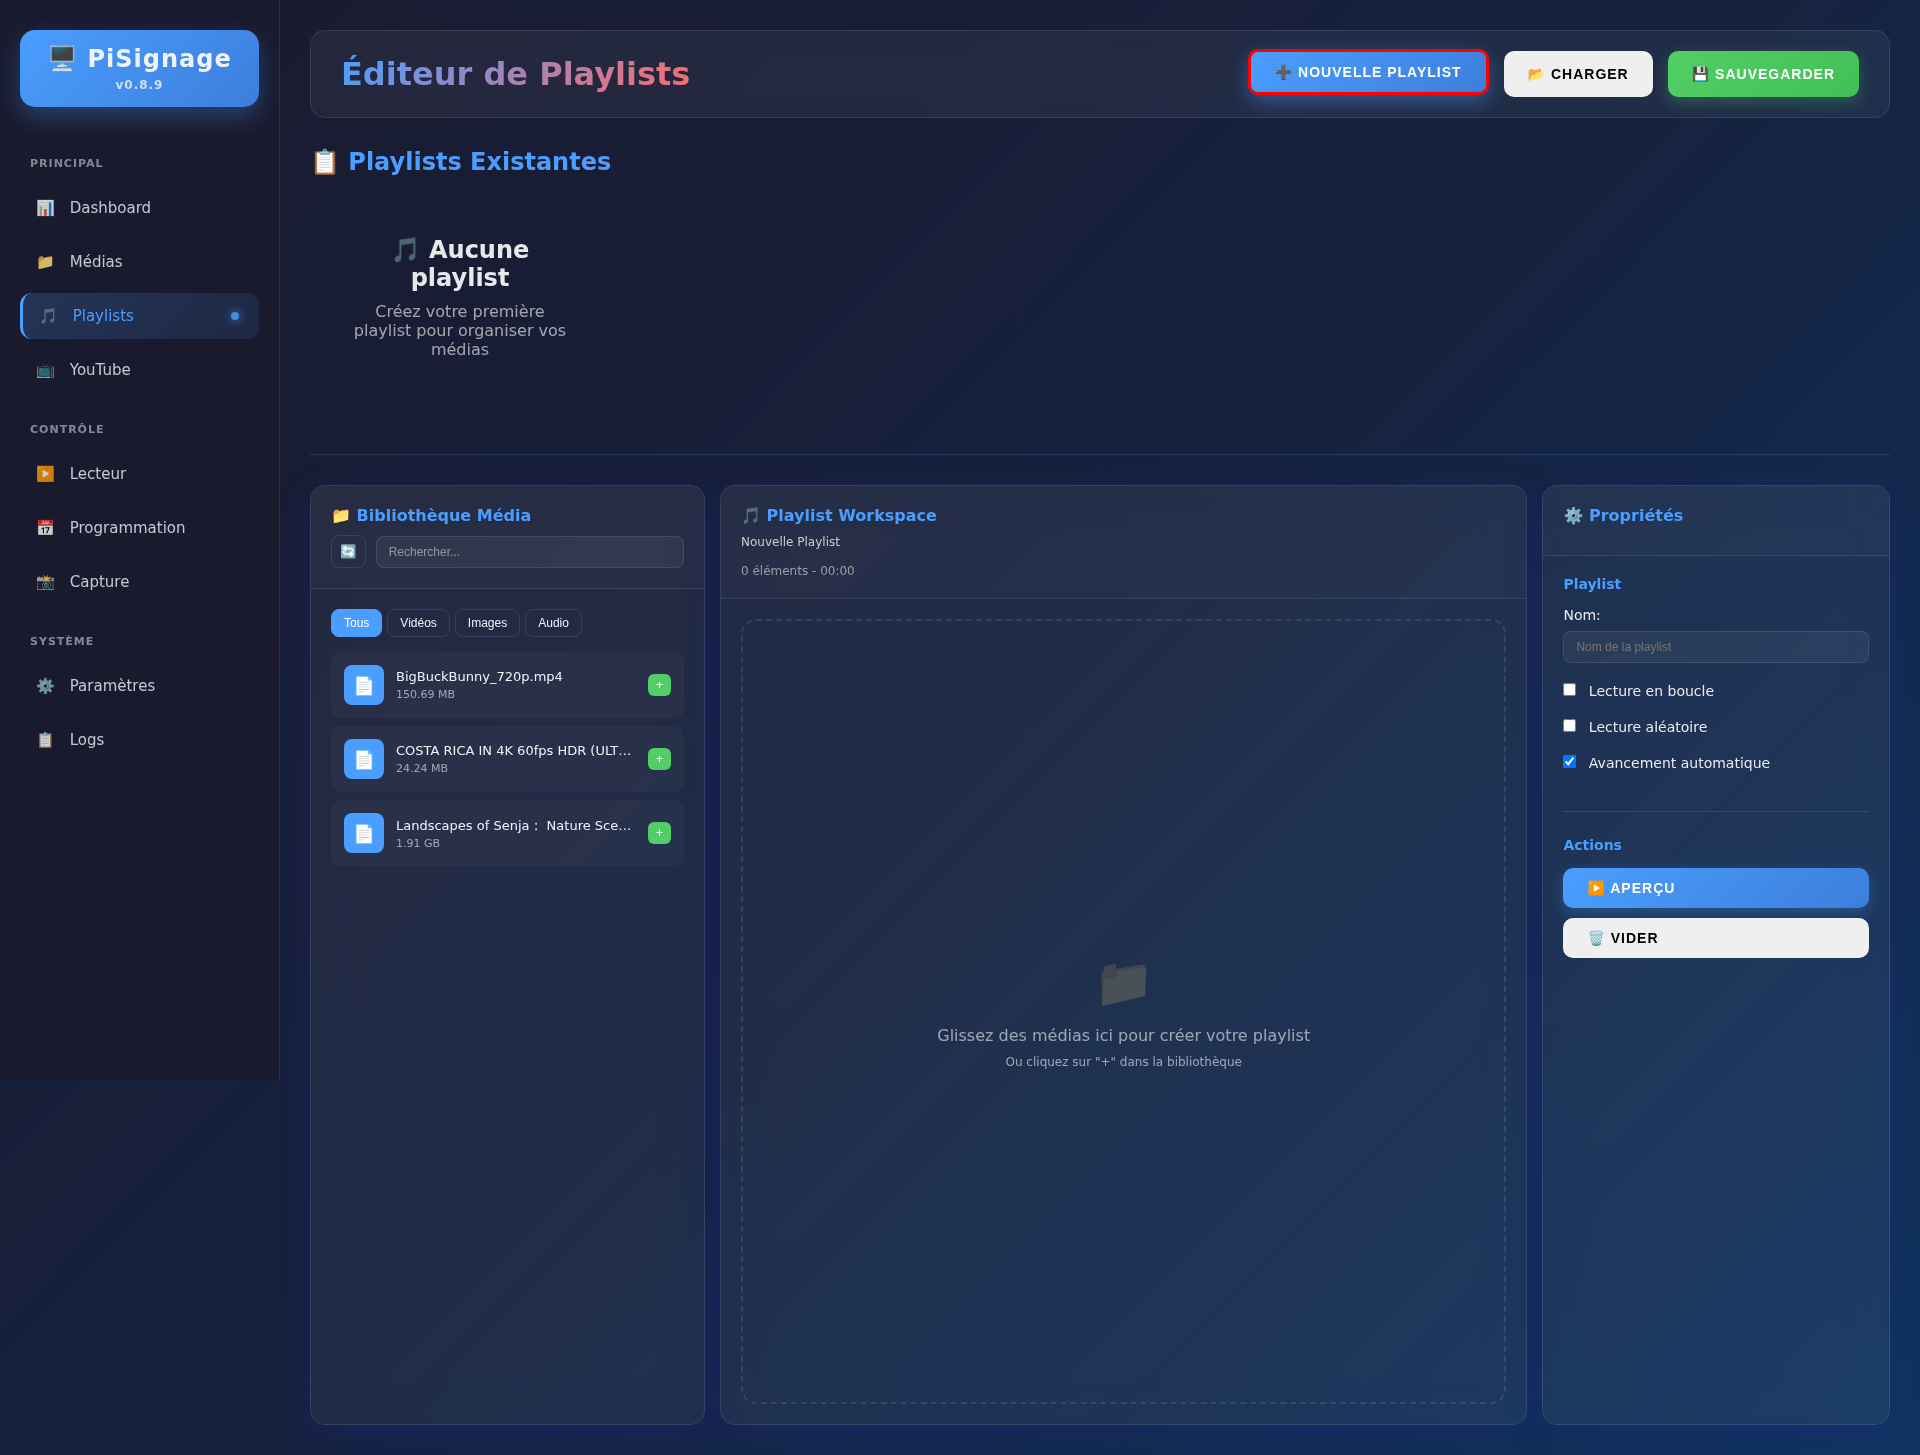 PiSignage
v0.8.9
PRINCIPAL
Dashboard
Médias
Playlists
YouTube
CONTRÔLE
Lecteur
Programmation
Capture
SYSTÈME
Paramètres
Logs
Éditeur de Playlists
NOUVELLE PLAYLIST
CHARGER
SAUVEGARDER
Playlists Existantes
Aucune
playlist
Créez votre première
playlist pour organiser vos
médias
Bibliothèque Média
Rechercher...
Tous
Vidéos
Images
Audio
BigBuckBunny_720p.mp4
150.69 MB
+
COSTA RICA IN 4K 60fps HDR (ULT...
24.24 MB
+
Landscapes of Senja : Nature Sce...
1.91 GB
+
Playlist Workspace
Nouvelle Playlist
0 éléments - 00:00
Glissez des médias ici pour créer votre playlist
Ou cliquez sur "+" dans la bibliothèque
Propriétés
Playlist
Nom:
Nom de la playlist
Lecture en boucle
Lecture aléatoire
Avancement automatique
Actions
APERÇU
VIDER